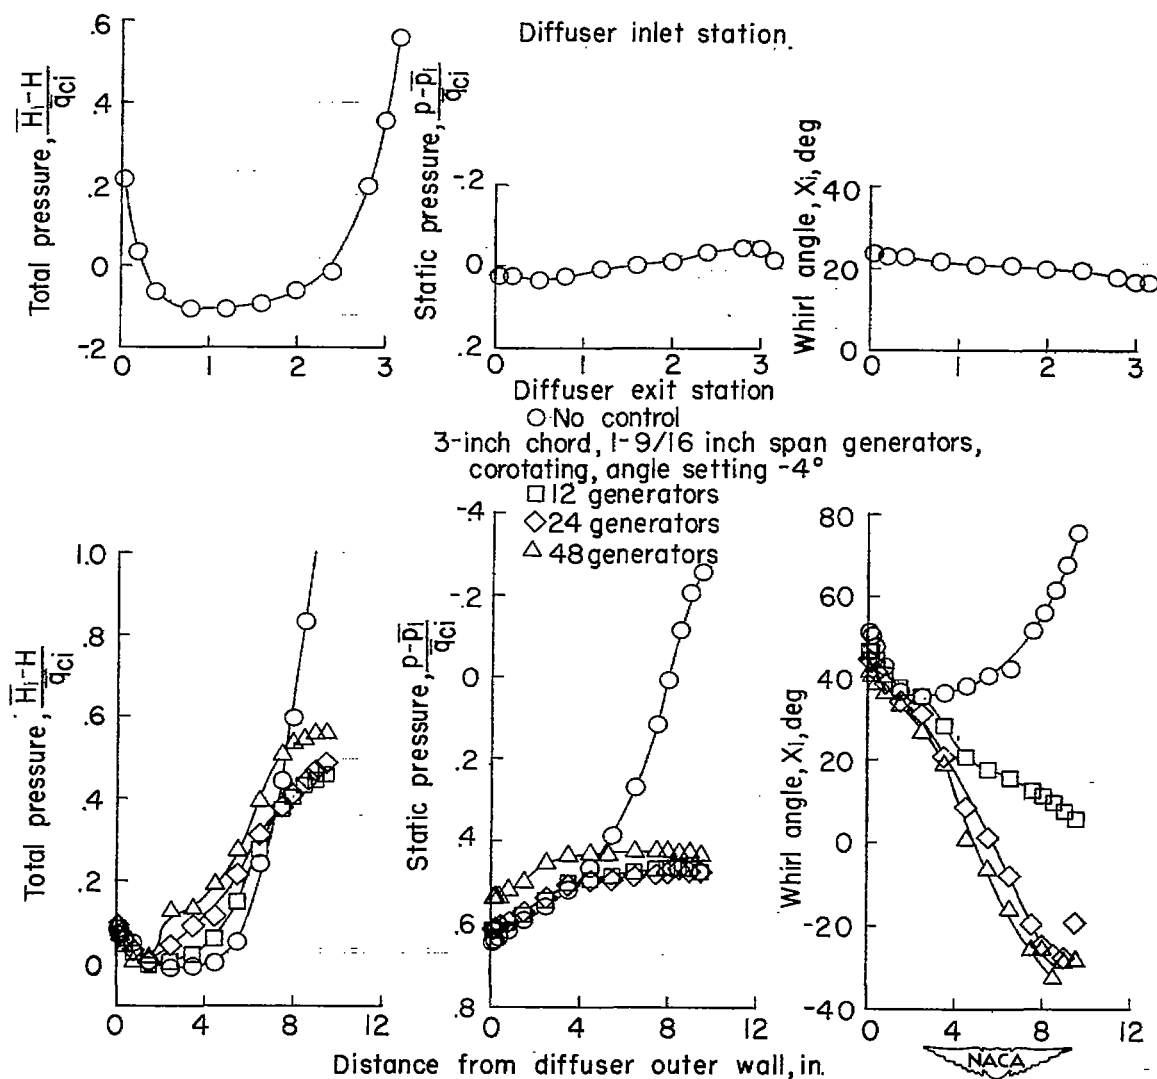 Diffuser inlet station.
Total pressure, H̅i-H / q̅ci
.6
.4
.2
0
-.2
0 1 2 3
Static pressure, p-p̅i / q̅ci
-.2
0
.2
0 1 2 3
Whirl angle, Xi, deg
40
20
0
0 1 2 3
Diffuser exit station
No control
3-inch chord, 1-9/16 inch span generators,
corotating, angle setting -4°
12 generators
24 generators
48 generators
Total pressure, H̅i-H / q̅ci
1.0
.8
.6
.4
.2
0
0 4 8 12
Static pressure, p-p̅i / q̅ci
-.4
-.2
0
.2
.4
.6
.8
0 4 8 12
Whirl angle, Xi, deg
80
60
40
20
0
-20
-40
0 4 8 12
Distance from diffuser outer wall, in.
NACA